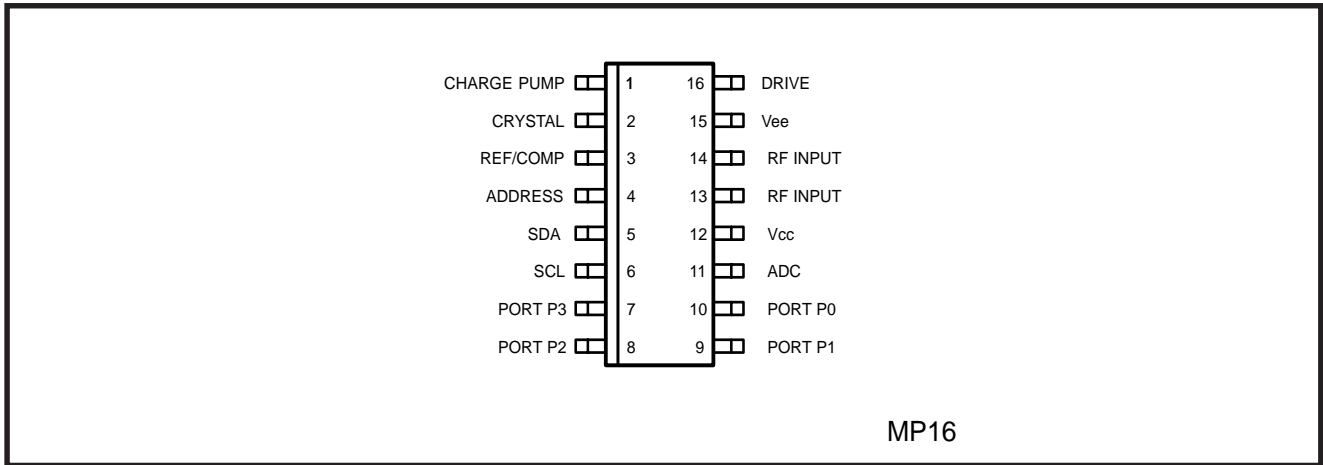 CHARGE PUMP 1 16 DRIVE
CRYSTAL 2 15 Vee
REF/COMP 3 14 RF INPUT
ADDRESS 4 13 RF INPUT
SDA 5 12 Vcc
SCL 6 11 ADC
PORT P3 7 10 PORT P0
PORT P2 8 9 PORT P1
MP16